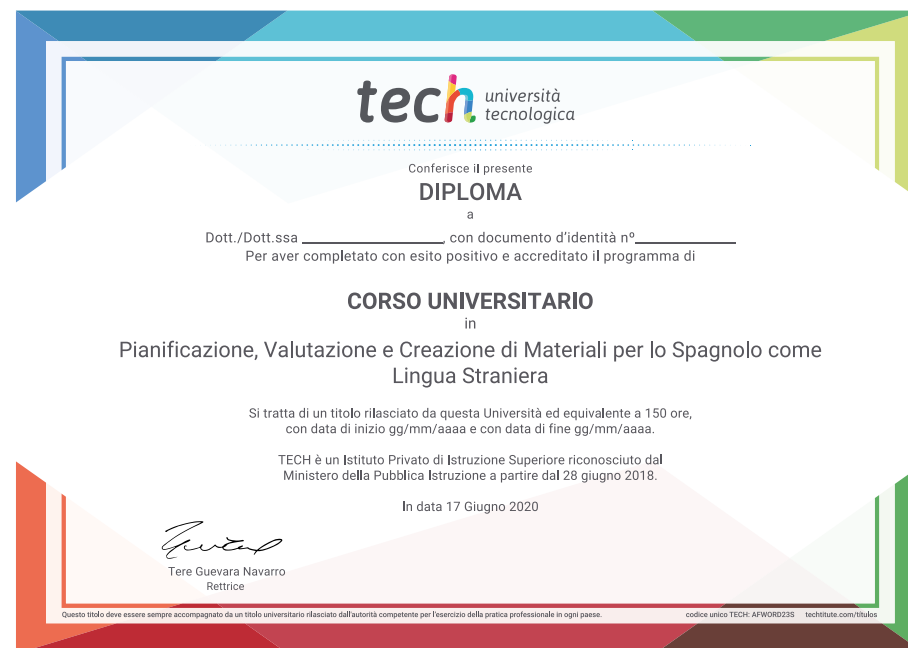 tech università
tecnologica
Conferisce il presente
DIPLOMA
a
Dott./Dott.ssa ________________, con documento d'identità nº____________
Per aver completato con esito positivo e accreditato il programma di
CORSO UNIVERSITARIO
in
Pianificazione, Valutazione e Creazione di Materiali per lo Spagnolo come
Lingua Straniera
Si tratta di un titolo rilasciato da questa Università ed equivalente a 150 ore,
con data di inizio gg/mm/aaaa e con data di fine gg/mm/aaaa.
TECH è un Istituto Privato di Istruzione Superiore riconosciuto dal
Ministero della Pubblica Istruzione a partire dal 28 giugno 2018.
In data 17 Giugno 2020
Tere Guevara Navarro
Rettrice
Questo titolo deve essere sempre accompagnato da un titolo universitario rilasciato dall'autorità competente per l'esercizio della pratica professionale in ogni paese. codice unico TECH: AFWORD23S techtitute.com/titulos